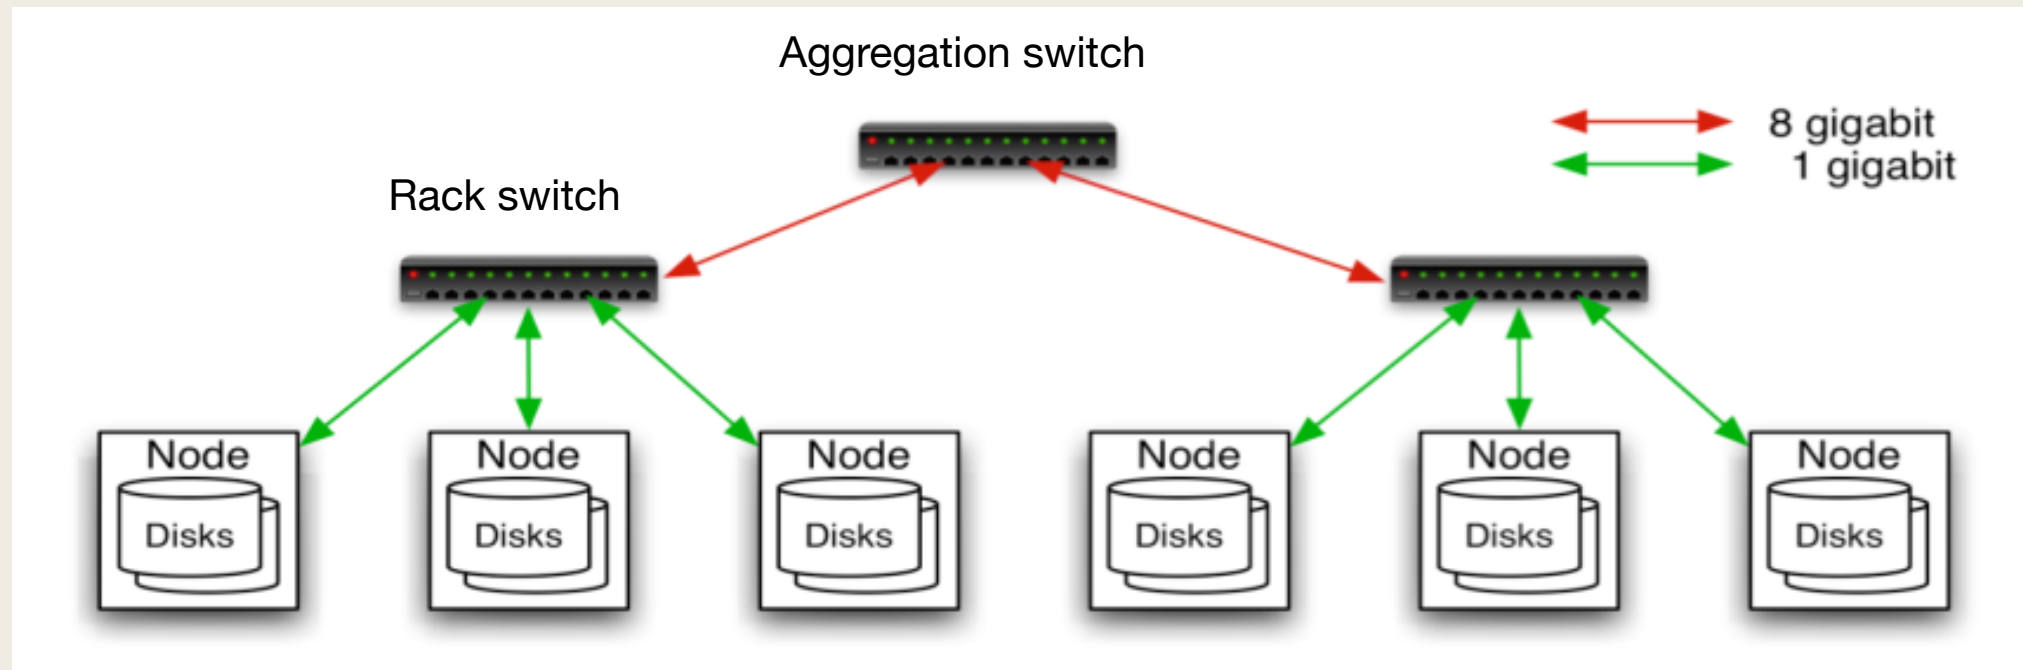 Aggregation switch
8 gigabit
1 gigabit
Rack switch
Node
Disks
Node
Disks
Node
Disks
Node
Disks
Node
Disks
Node
Disks